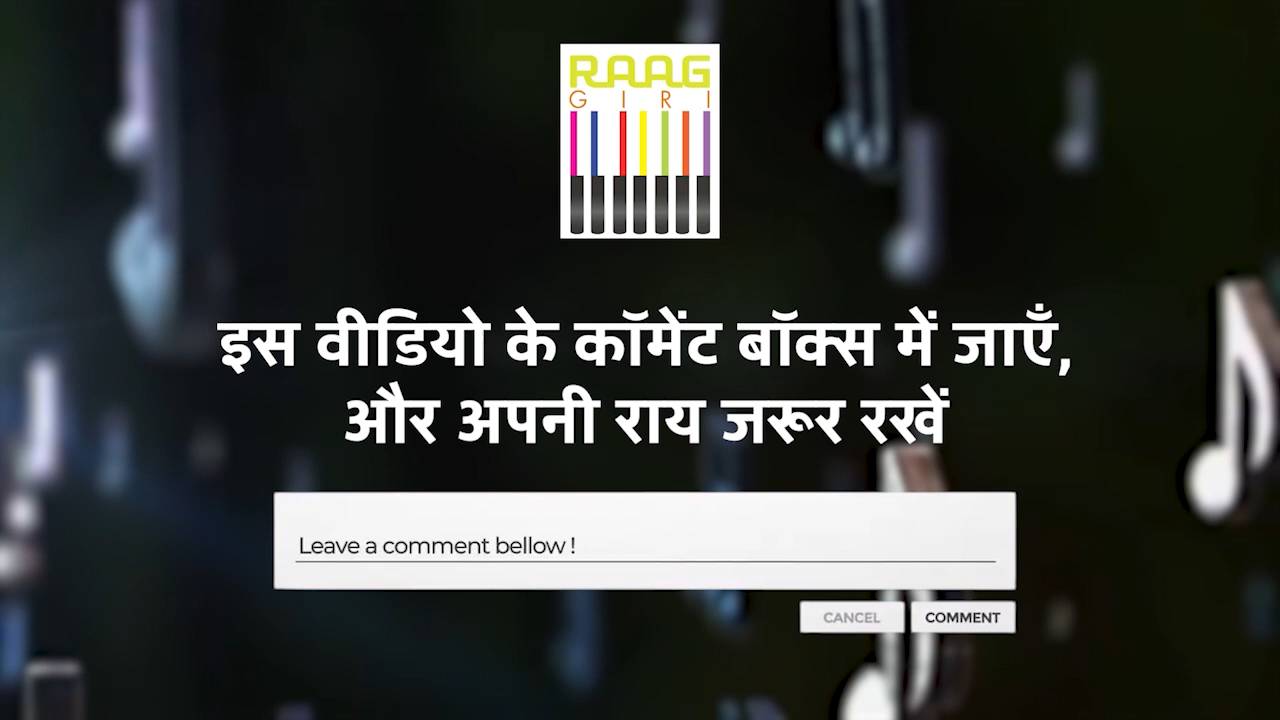 RAAG
GIRI
इस वीडियो के कॉमेंट बॉक्स में जाएँ,
और अपनी राय जरूर रखें
Leave a comment bellow !
CANCEL COMMENT